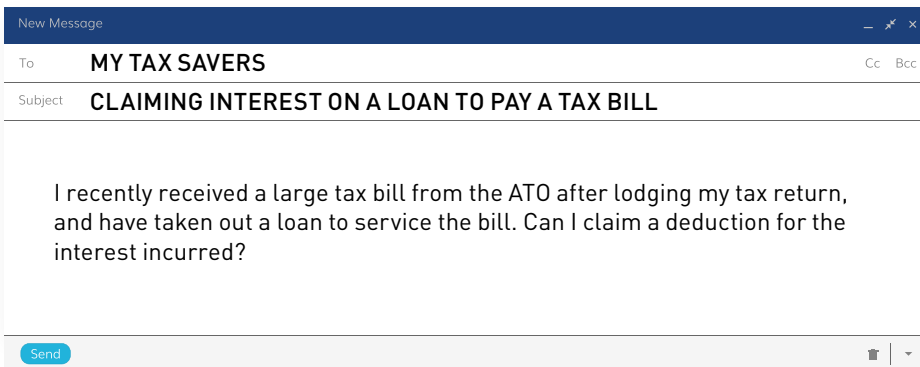 New Message
To MY TAX SAVERS Cc Bcc
Subject CLAIMING INTEREST ON A LOAN TO PAY A TAX BILL
I recently received a large tax bill from the ATO after lodging my tax return,
and have taken out a loan to service the bill. Can I claim a deduction for the
interest incurred?
Send